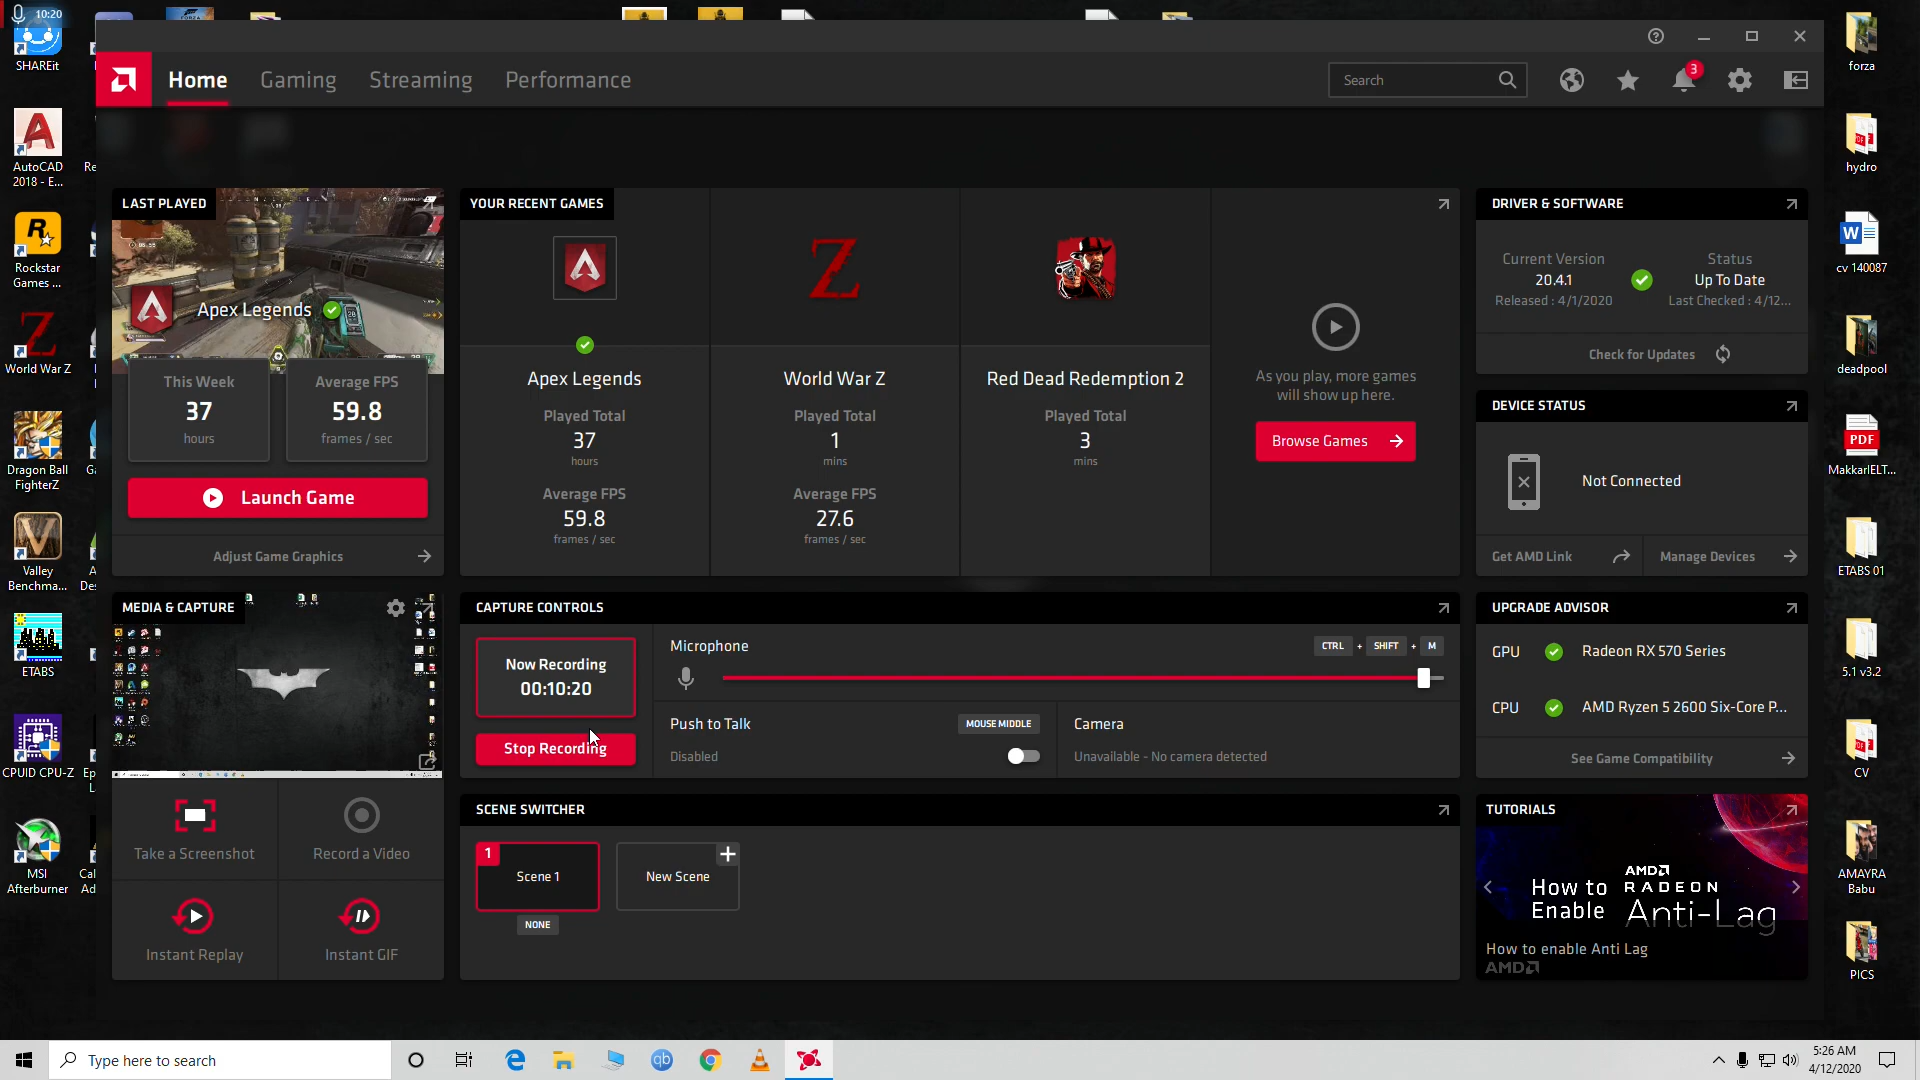 10:20
SHAREit
AutoCAD
2018 - E...
Rockstar
Games ...
World War Z
Dragon Ball
FighterZ
Valley
Benchma...
ETABS
CPUID CPU-Z
MSI
Afterburner
Home
Gaming
Streaming
Performance
Search
3
LAST PLAYED
Apex Legends
This Week
37
hours
Average FPS
59.8
frames / sec
Launch Game
Adjust Game Graphics
YOUR RECENT GAMES
Apex Legends
Played Total
37
hours
Average FPS
59.8
frames / sec
World War Z
Played Total
1
mins
Average FPS
27.6
frames / sec
Red Dead Redemption 2
Played Total
3
mins
As you play, more games
will show up here.
Browse Games
DRIVER & SOFTWARE
Current Version
20.4.1
Released : 4/1/2020
Status
Up To Date
Last Checked : 4/12...
Check for Updates
DEVICE STATUS
Not Connected
Get AMD Link
Manage Devices
MEDIA & CAPTURE
Take a Screenshot
Record a Video
Instant Replay
Instant GIF
CAPTURE CONTROLS
Now Recording
00:10:20
Stop Recording
Microphone
CTRL + SHIFT + M
Push to Talk
MOUSE MIDDLE
Disabled
Camera
Unavailable - No camera detected
SCENE SWITCHER
1
Scene 1
NONE
New Scene
UPGRADE ADVISOR
GPU
Radeon RX 570 Series
CPU
AMD Ryzen 5 2600 Six-Core P...
See Game Compatibility
TUTORIALS
How to
Enable
AMD
RADEON
Anti-Lag
How to enable Anti Lag
AMD
forza
hydro
cv 140087
deadpool
PDF
MakkarIELT...
ETABS 01
5.1 v3.2
CV
AMAYRA
Babu
PICS
Type here to search
5:26 AM
4/12/2020